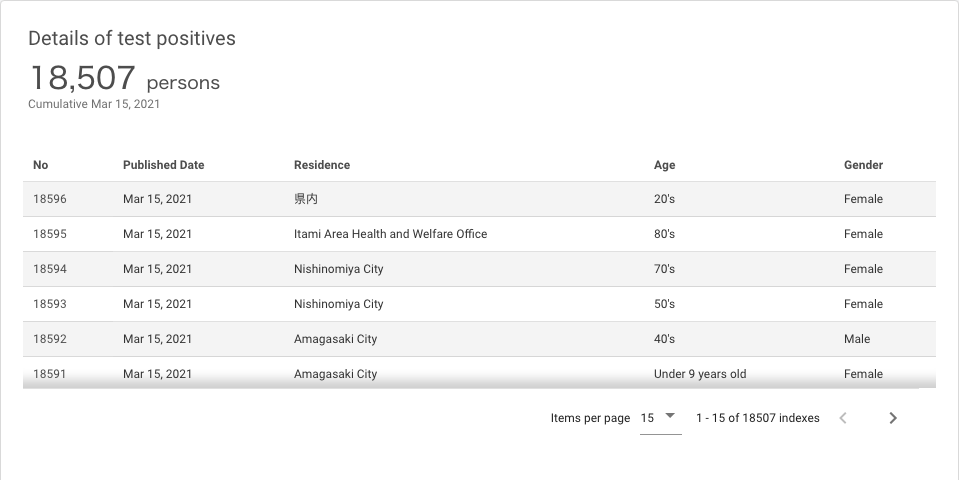 Details of test positives
18,507 persons
Cumulative Mar 15, 2021
No Published Date Residence Age Gender
18596 Mar 15, 2021 県内 20's Female
18595 Mar 15, 2021 Itami Area Health and Welfare Office 80's Female
18594 Mar 15, 2021 Nishinomiya City 70's Female
18593 Mar 15, 2021 Nishinomiya City 50's Female
18592 Mar 15, 2021 Amagasaki City 40's Male
18591 Mar 15, 2021 Amagasaki City Under 9 years old Female
Items per page 15 1 - 15 of 18507 indexes